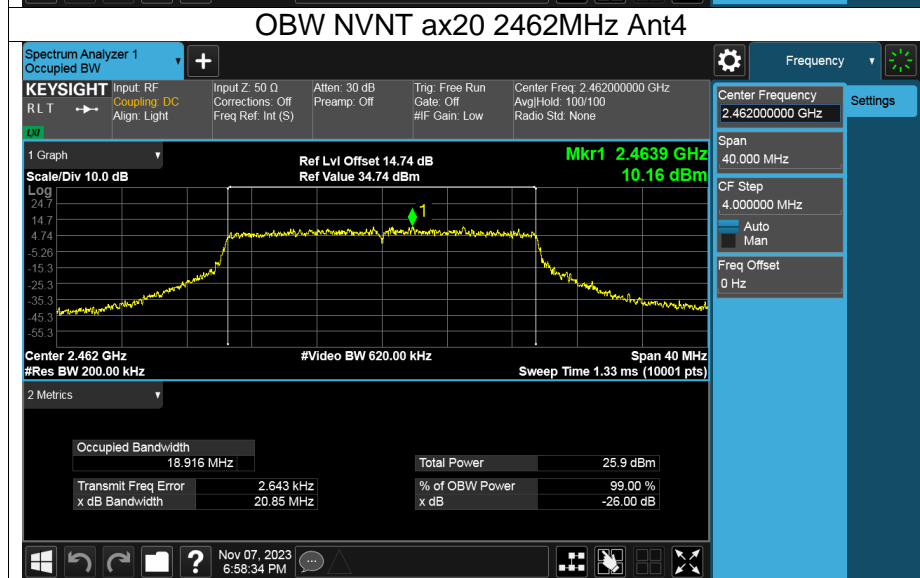 OBW NVNT ax20 2462MHz Ant4
Spectrum Analyzer 1
Occupied BW
+
Frequency
KEYSIGHT
RLT
LXI
Input: RF
Coupling: DC
Align: Light
Input Z: 50 Ω
Corrections: Off
Freq Ref: Int (S)
Atten: 30 dB
Preamp: Off
Trig: Free Run
Gate: Off
#IF Gain: Low
Center Freq: 2.462000000 GHz
Avg|Hold: 100/100
Radio Std: None
Center Frequency
2.462000000 GHz
Settings
Span
40.000 MHz
CF Step
4.000000 MHz
Auto
Man
Freq Offset
0 Hz
1 Graph
Scale/Div 10.0 dB
Ref Lvl Offset 14.74 dB
Ref Value 34.74 dBm
Mkr1 2.4639 GHz
10.16 dBm
Log
24.7
14.7
4.74
-5.26
-15.3
-25.3
-35.3
-45.3
-55.3
1
Center 2.462 GHz
#Video BW 620.00 kHz
Span 40 MHz
#Res BW 200.00 kHz
Sweep Time 1.33 ms (10001 pts)
2 Metrics
Occupied Bandwidth
18.916 MHz
Total Power 25.9 dBm
Transmit Freq Error 2.643 kHz
% of OBW Power 99.00 %
x dB Bandwidth 20.85 MHz
x dB -26.00 dB
?
Nov 07, 2023
6:58:34 PM